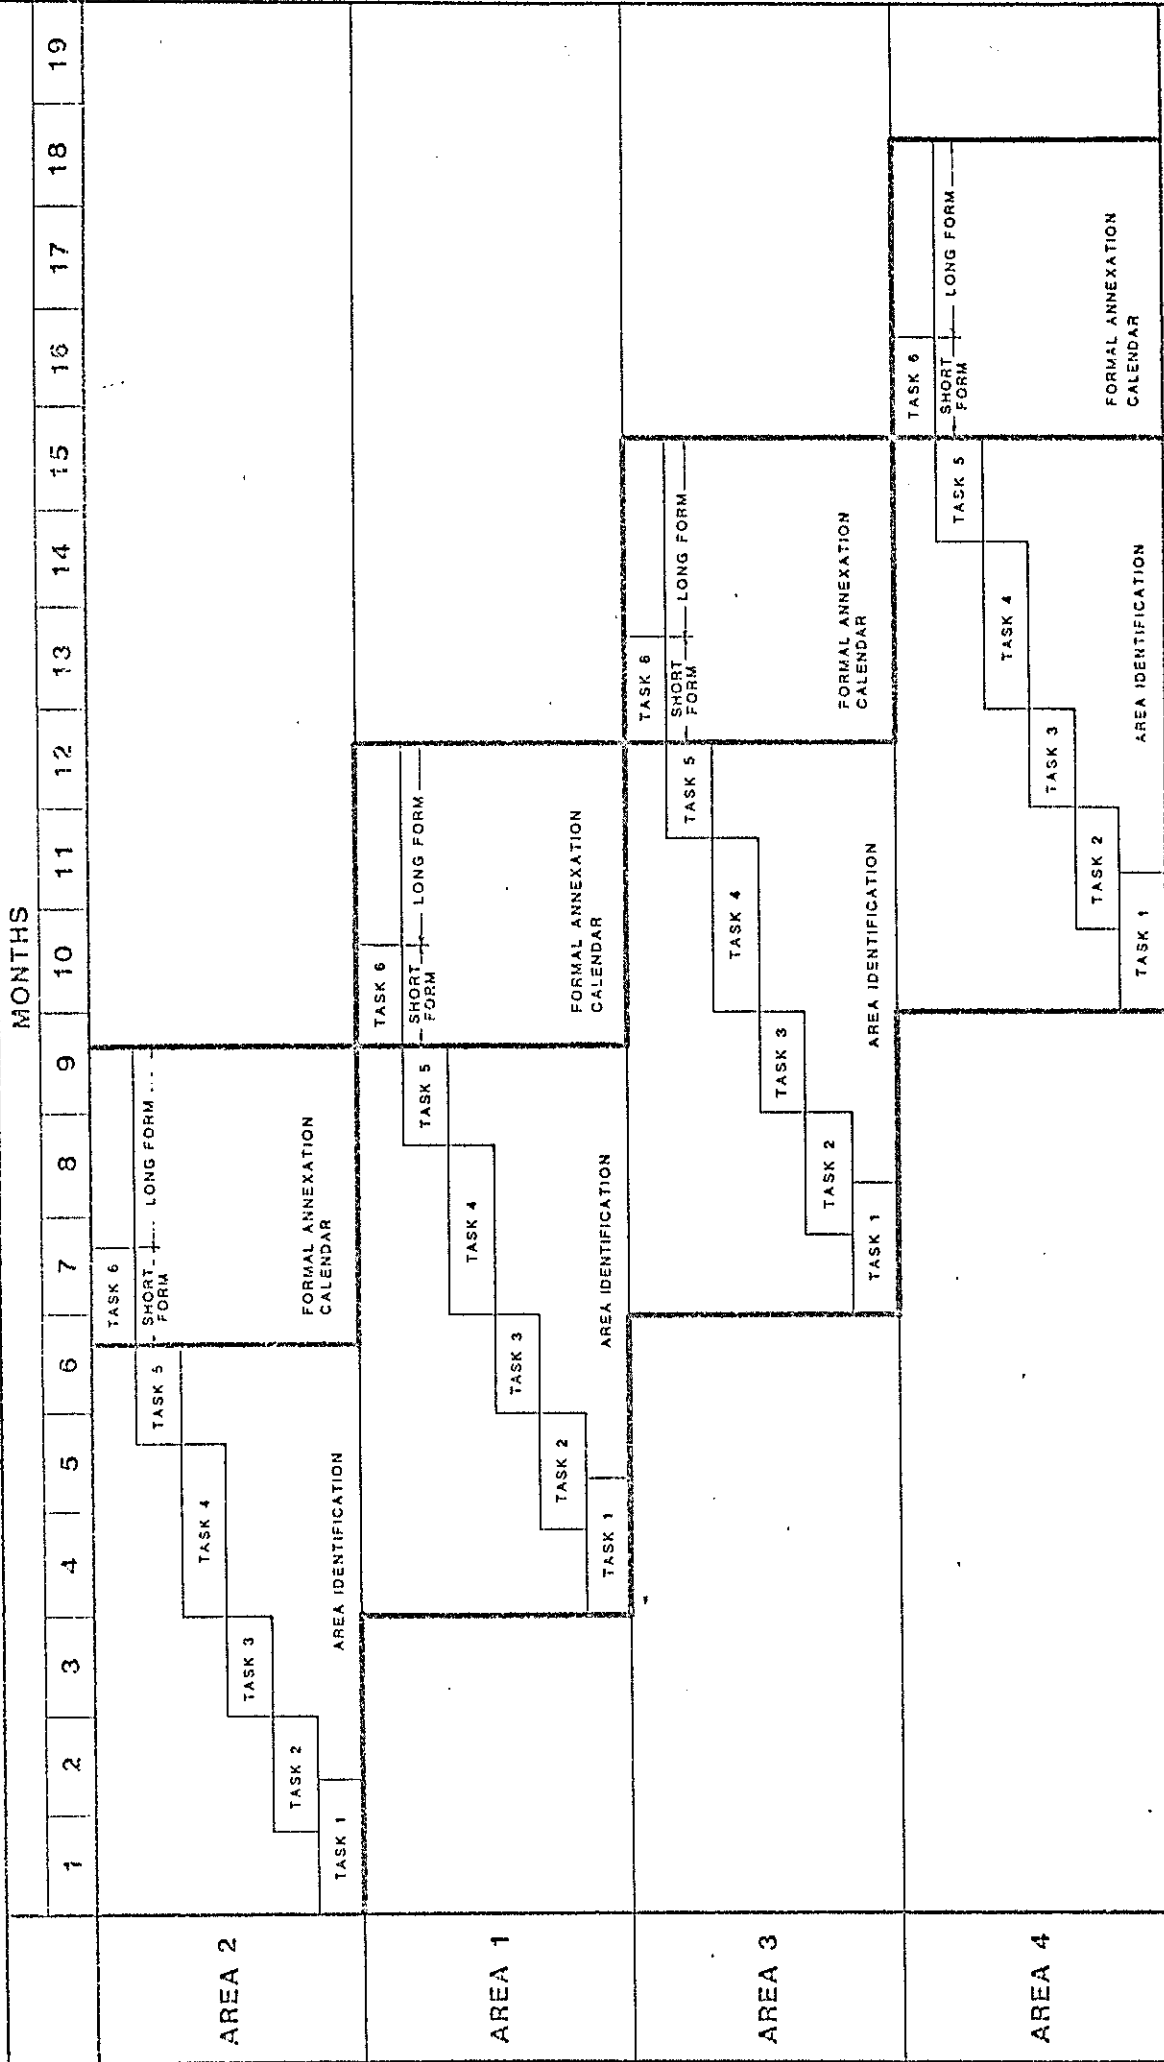 MONTHS
1 2 3 4 5 6 7 8 9 10 11 12 13 14 15 16 17 18 19
AREA 2
TASK 6
SHORT
FORM
LONG FORM
TASK 5
TASK 4
TASK 3
TASK 2
TASK 1
AREA IDENTIFICATION
FORMAL ANNEXATION
CALENDAR
AREA 1
TASK 6
SHORT
FORM
LONG FORM
TASK 5
TASK 4
TASK 3
TASK 2
TASK 1
AREA IDENTIFICATION
FORMAL ANNEXATION
CALENDAR
AREA 3
TASK 6
SHORT
FORM
LONG FORM
TASK 5
TASK 4
TASK 3
TASK 2
TASK 1
AREA IDENTIFICATION
FORMAL ANNEXATION
CALENDAR
AREA 4
TASK 6
SHORT
FORM
LONG FORM
TASK 5
TASK 4
TASK 3
TASK 2
TASK 1
AREA IDENTIFICATION
FORMAL ANNEXATION
CALENDAR